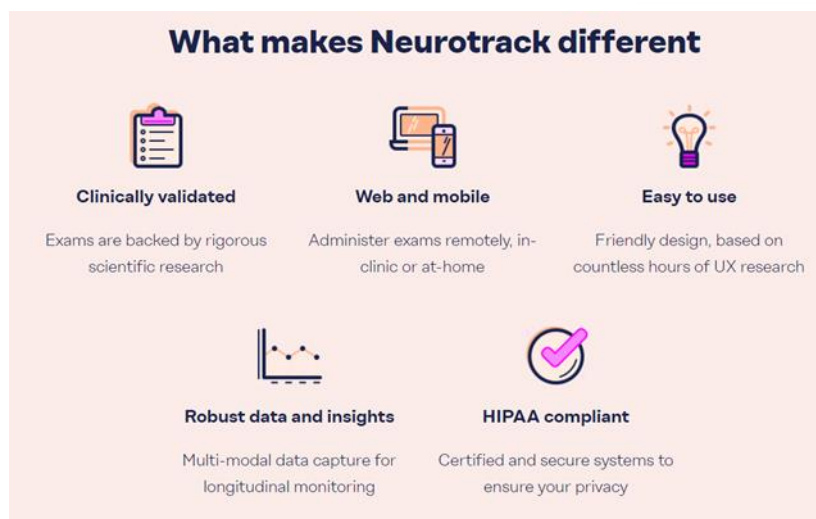 What makes Neurotrack different
Clinically validated
Exams are backed by rigorous
scientific research
Web and mobile
Administer exams remotely, in-
clinic or at-home
Easy to use
Friendly design, based on
countless hours of UX research
Robust data and insights
Multi-modal data capture for
longitudinal monitoring
HIPAA compliant
Certified and secure systems to
ensure your privacy